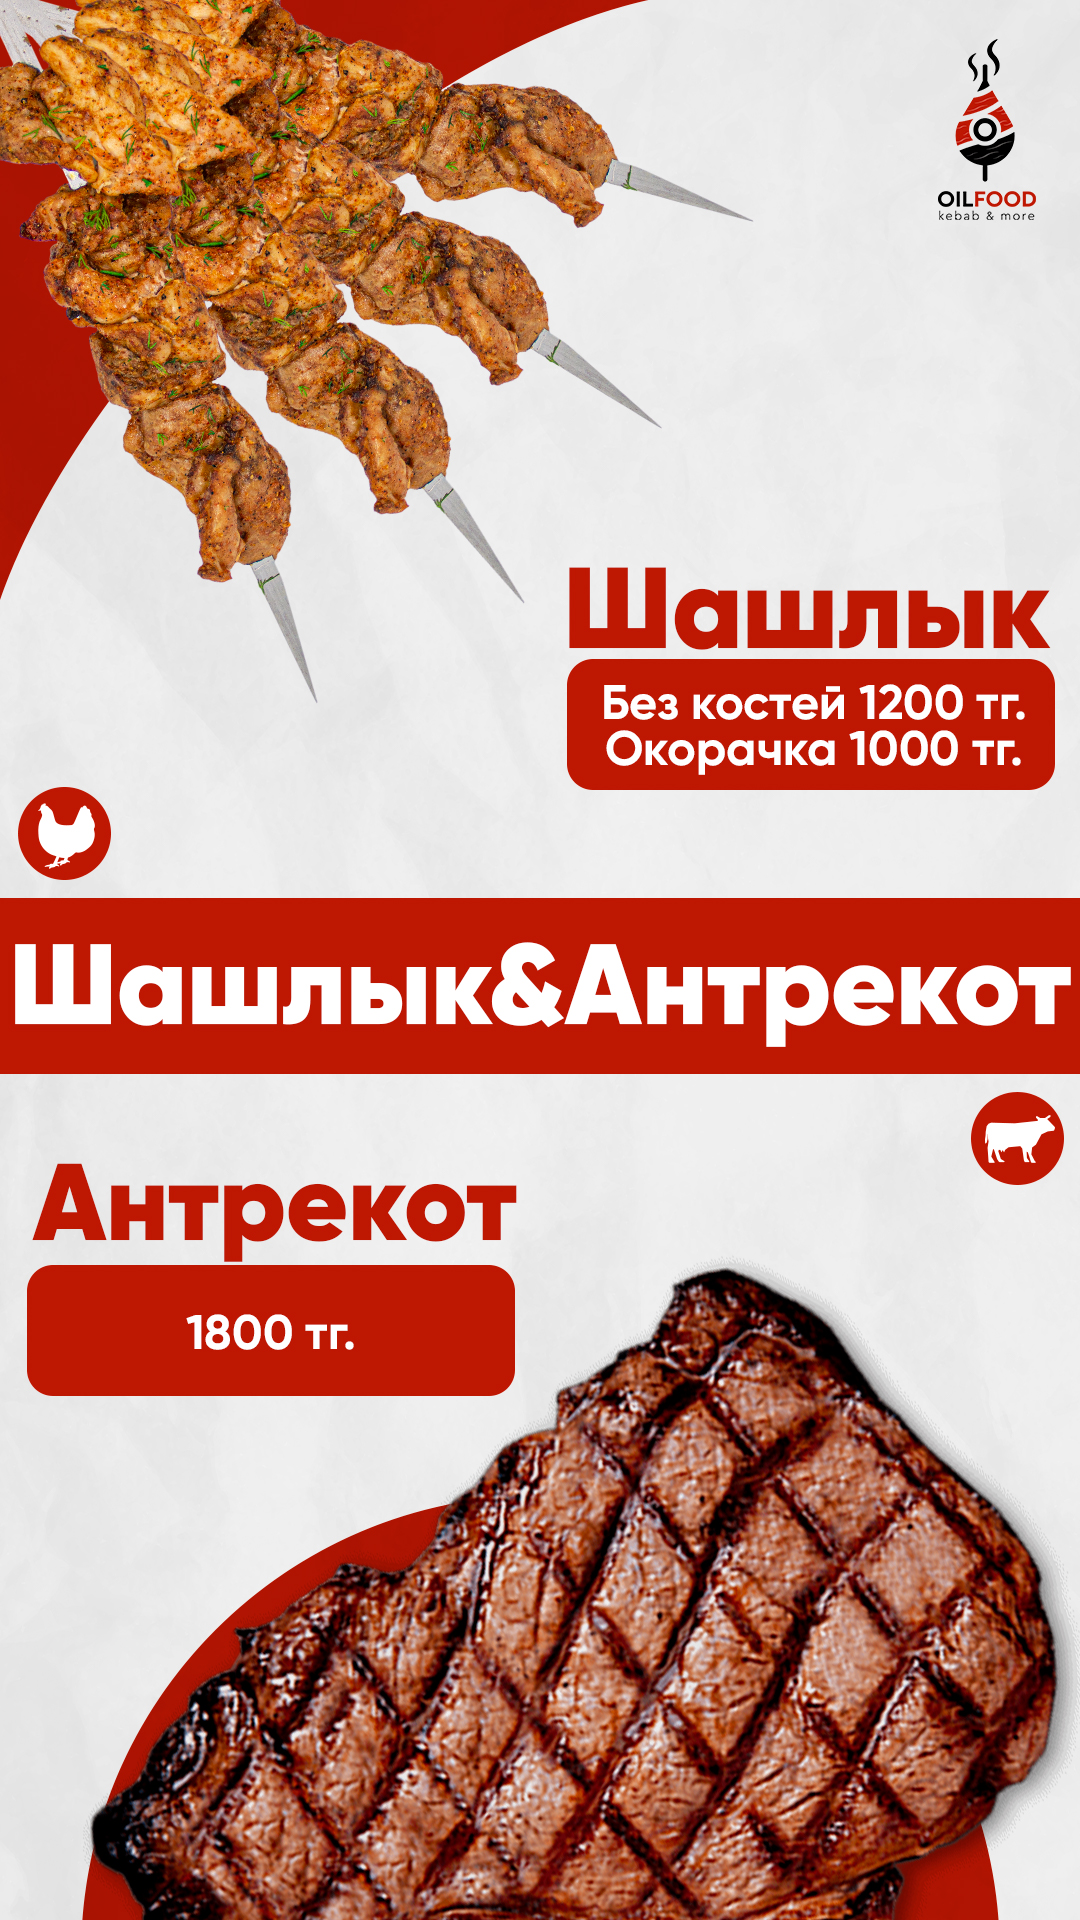 OILFOOD
kebab & more
Шашлык
Без костей 1200 тг.
Окорачка 1000 тг.
Шашлык&Антрекот
Антрекот
1800 тг.